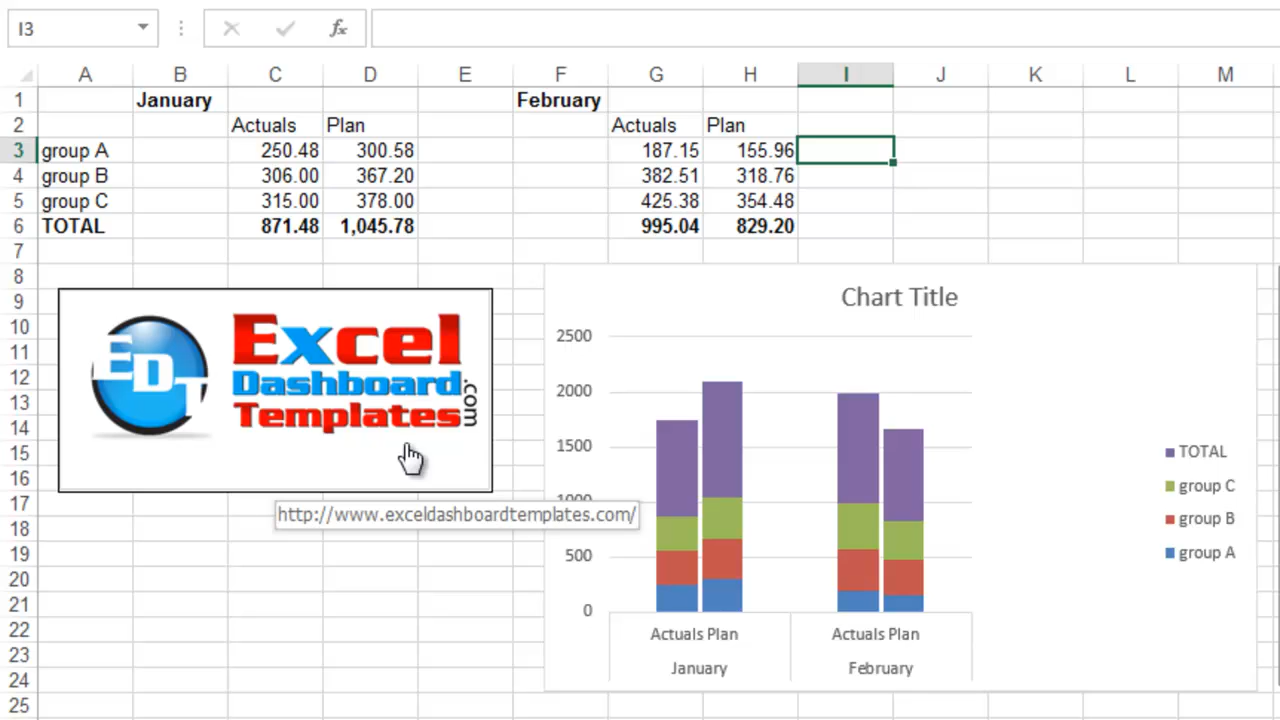 I3 fx
A B C D E F G H I J K L M
1 January February
2 Actuals Plan Actuals Plan
3 group A 250.48 300.58 187.15 155.96
4 group B 306.00 367.20 382.51 318.76
5 group C 315.00 378.00 425.38 354.48
6 TOTAL 871.48 1,045.78 995.04 829.20
7
8
9
10
11
12
13
14
15
16
17
18
19
20
21
22
23
24
25
EDT
Excel
Dashboard
Templates
.com
http://www.exceldashboardtemplates.com/
Chart Title
2500
2000
1500
1000
500
0
Actuals Plan Actuals Plan
January February
TOTAL
group C
group B
group A